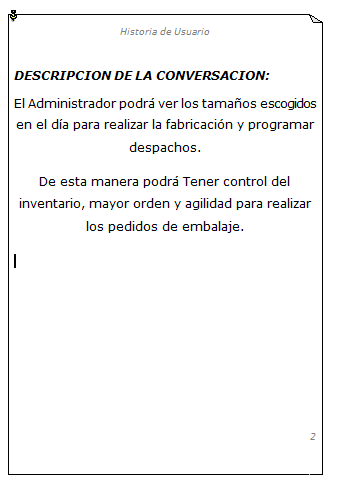 Historia de Usuario
DESCRIPCION DE LA CONVERSACION:
El Administrador podrá ver los tamaños escogidos
en el día para realizar la fabricación y programar
despachos.
De esta manera podrá Tener control del
inventario, mayor orden y agilidad para realizar
los pedidos de embalaje.
2